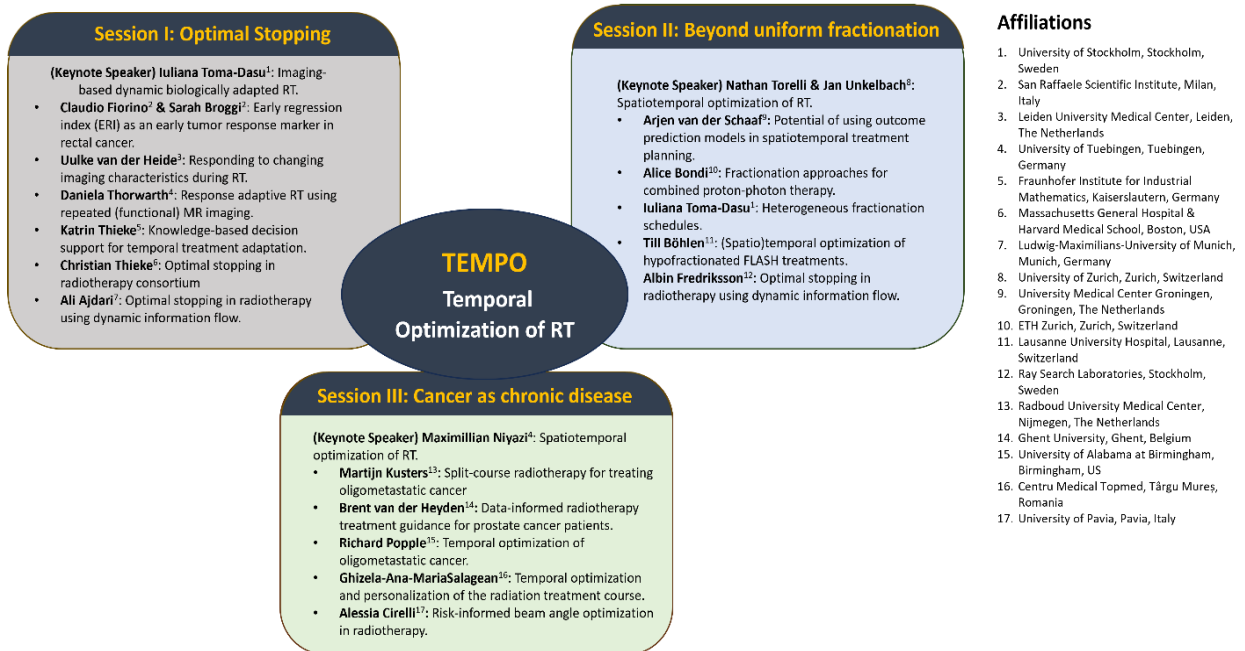 Session I: Optimal Stopping
(Keynote Speaker) Iuliana Toma-Dasu1: Imaging-
based dynamic biologically adapted RT.
• Claudio Fiorino2 & Sarah Broggi2: Early regression
index (ERI) as an early tumor response marker in
rectal cancer.
• Uulke van der Heide3: Responding to changing
imaging characteristics during RT.
• Daniela Thorwarth4: Response adaptive RT using
repeated (functional) MR imaging.
• Katrin Thieke5: Knowledge-based decision
support for temporal treatment adaptation.
• Christian Thieke6: Optimal stopping in
radiotherapy consortium
• Ali Ajdari7: Optimal stopping in radiotherapy
using dynamic information flow.
Session II: Beyond uniform fractionation
(Keynote Speaker) Nathan Torelli & Jan Unkelbach8:
Spatiotemporal optimization of RT.
• Arjen van der Schaaf9: Potential of using outcome
prediction models in spatiotemporal treatment
planning.
• Alice Bondi10: Fractionation approaches for
combined proton-photon therapy.
• Iuliana Toma-Dasu1: Heterogeneous fractionation
schedules.
• Till Böhlen11: (Spatio)temporal optimization of
hypofractionated FLASH treatments.
• Albin Fredriksson12: Optimal stopping in
radiotherapy using dynamic information flow.
TEMPO
Temporal
Optimization of RT
Session III: Cancer as chronic disease
(Keynote Speaker) Maximillian Niyazi4: Spatiotemporal
optimization of RT.
• Martijn Kusters13: Split-course radiotherapy for treating
oligometastatic cancer
• Brent van der Heyden14: Data-informed radiotherapy
treatment guidance for prostate cancer patients.
• Richard Popple15: Temporal optimization of
oligometastatic cancer.
• Ghizela-Ana-MariaSalagean16: Temporal optimization
and personalization of the radiation treatment course.
• Alessia Cirelli17: Risk-informed beam angle optimization
in radiotherapy.
Affiliations
1. University of Stockholm, Stockholm,
Sweden
2. San Raffaele Scientific Institute, Milan,
Italy
3. Leiden University Medical Center, Leiden,
The Netherlands
4. University of Tuebingen, Tuebingen,
Germany
5. Fraunhofer Institute for Industrial
Mathematics, Kaiserslautern, Germany
6. Massachusetts General Hospital &
Harvard Medical School, Boston, USA
7. Ludwig-Maximilians-University of Munich,
Munich, Germany
8. University of Zurich, Zurich, Switzerland
9. University Medical Center Groningen,
Groningen, The Netherlands
10. ETH Zurich, Zurich, Switzerland
11. Lausanne University Hospital, Lausanne,
Switzerland
12. Ray Search Laboratories, Stockholm,
Sweden
13. Radboud University Medical Center,
Nijmegen, The Netherlands
14. Ghent University, Ghent, Belgium
15. University of Alabama at Birmingham,
Birmingham, US
16. Centru Medical Topmed, Târgu Mureș,
Romania
17. University of Pavia, Pavia, Italy